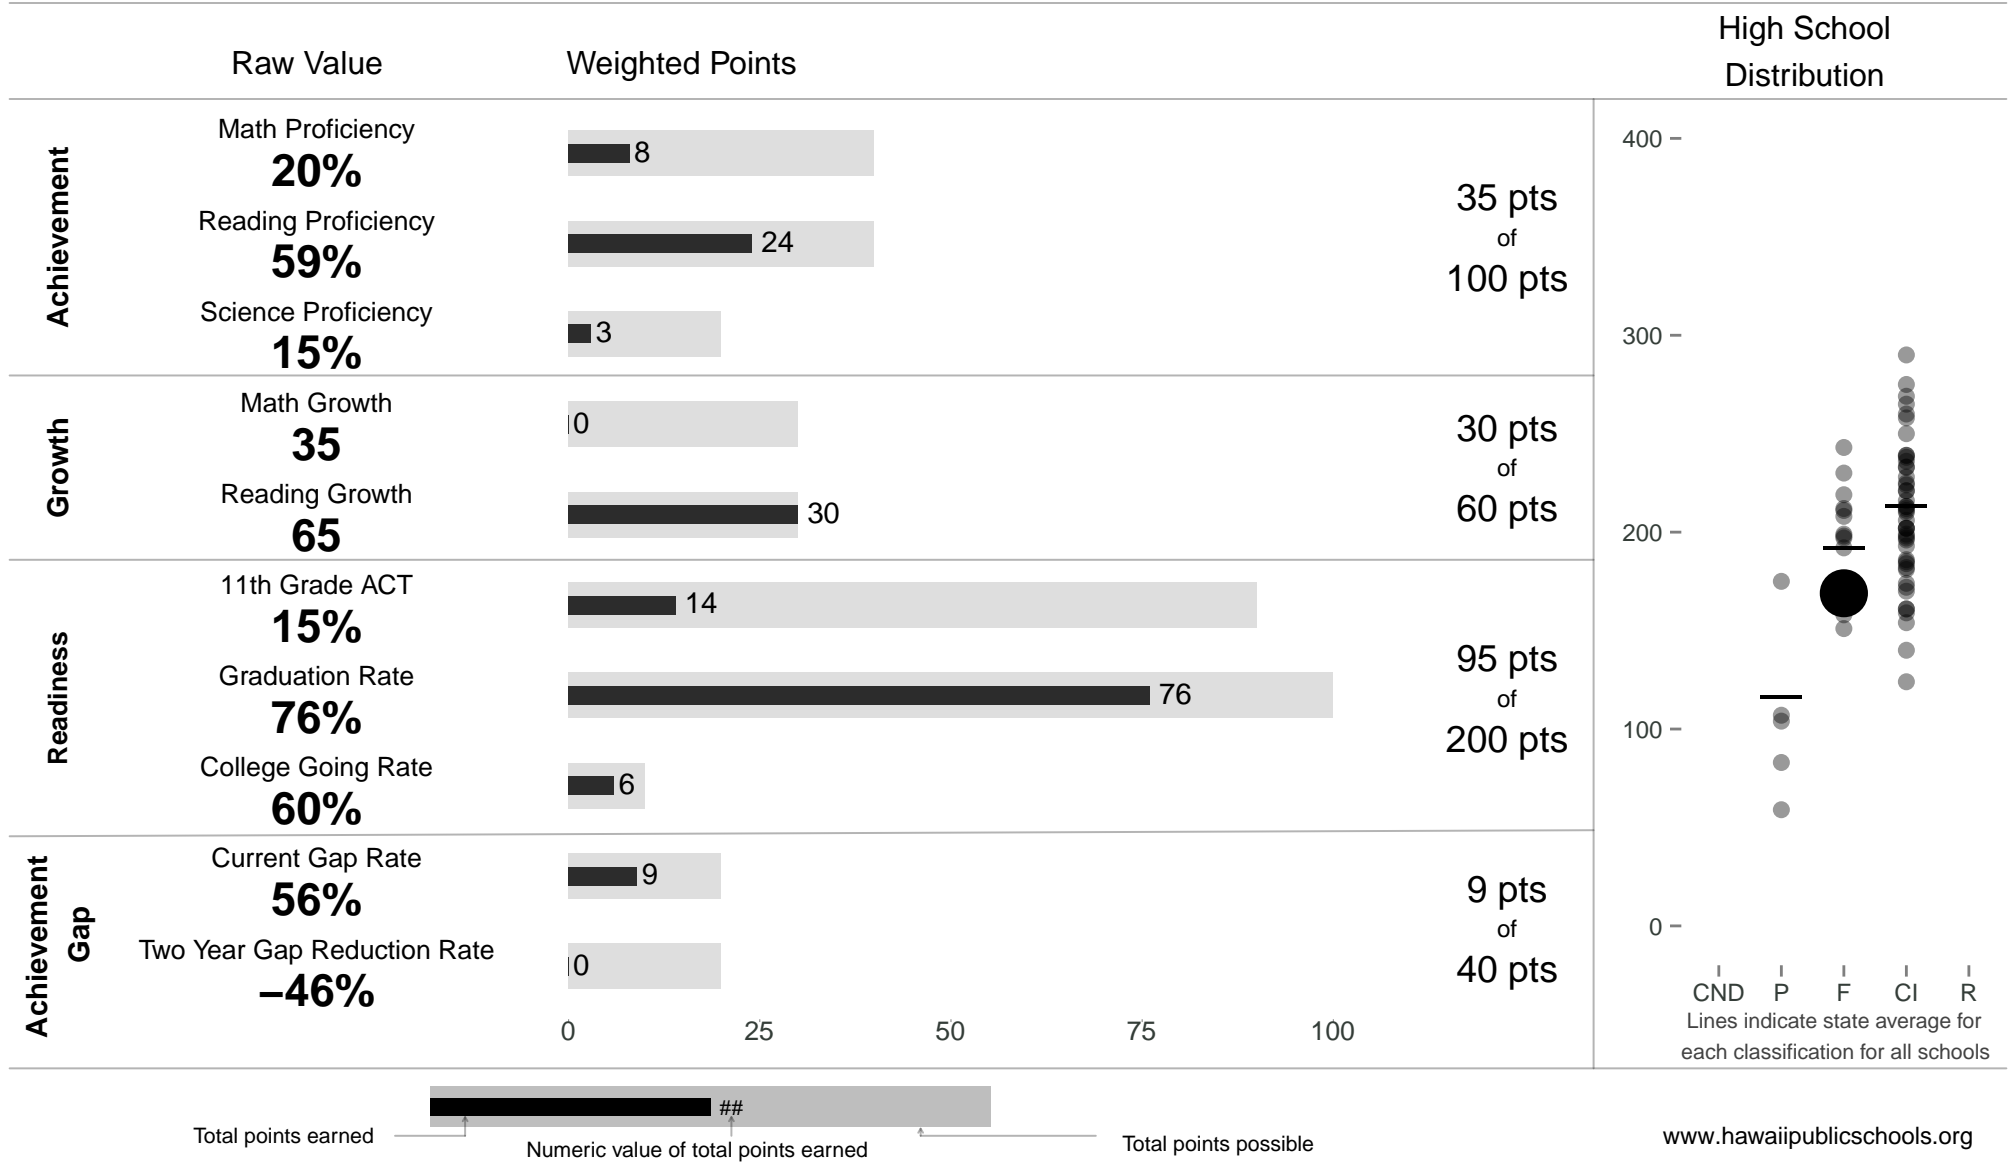 Raw Value
Weighted Points
High School
Distribution
Achievement
Math Proficiency
20%
8
Reading Proficiency
59%
24
Science Proficiency
15%
3
35 pts
of
100 pts
Growth
Math Growth
35
0
Reading Growth
65
30
30 pts
of
60 pts
Readiness
11th Grade ACT
15%
14
Graduation Rate
76%
76
College Going Rate
60%
6
95 pts
of
200 pts
Achievement
Gap
Current Gap Rate
56%
9
Two Year Gap Reduction Rate
–46%
0
9 pts
of
40 pts
0 25 50 75 100
400
300
200
100
0
CND P F CI R
Lines indicate state average for
each classification for all schools
##
Total points earned
Numeric value of total points earned
Total points possible
www.hawaiipublicschools.org